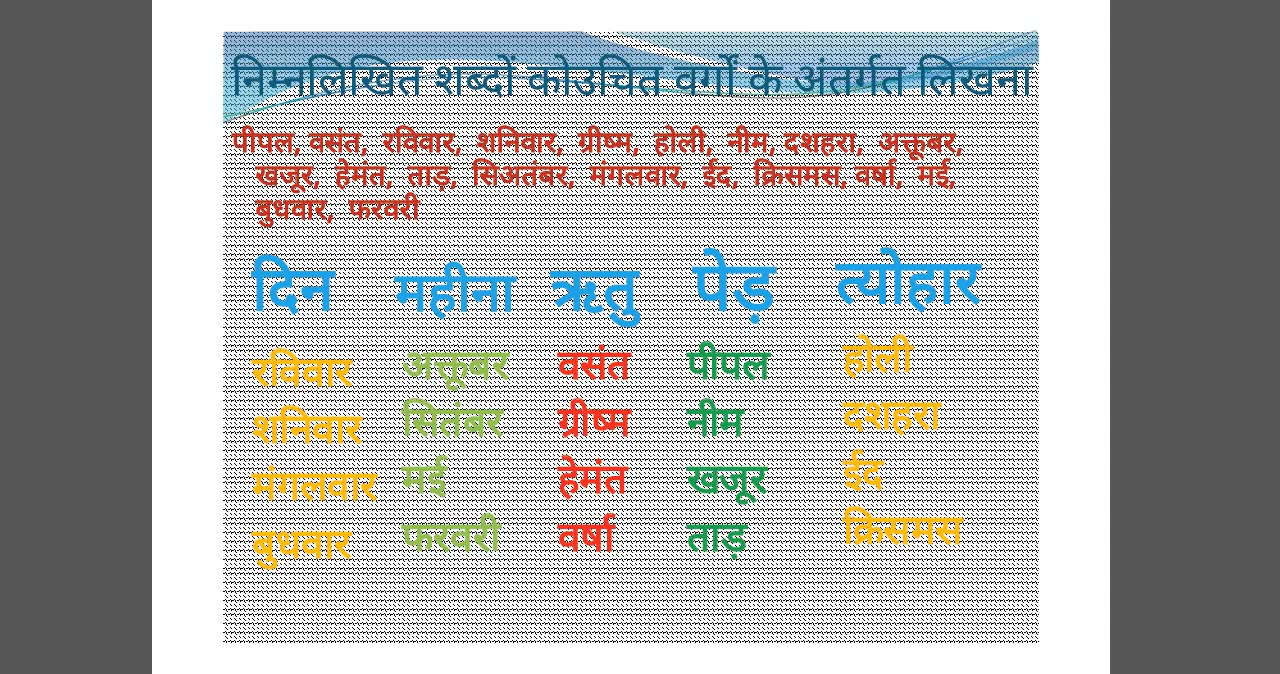 निम्नलिखित शब्दों कोउचित वर्गों के अंतर्गत लिखना
पीपल, वसंत, रविवार, शनिवार, ग्रीष्म, होली, नीम, दशहरा, अक्तूबर,
खजूर, हेमंत, ताड़, सिअतंबर, मंगलवार, ईद, क्रिसमस, वर्षा, मई,
बुधवार, फरवरी
दिन महीना ऋतु पेड़ त्योहार
रविवार अक्तूबर वसंत पीपल होली
शनिवार सितंबर ग्रीष्म नीम दशहरा
मंगलवार मई हेमंत खजूर ईद
बुधवार फरवरी वर्षा ताड़ क्रिसमस